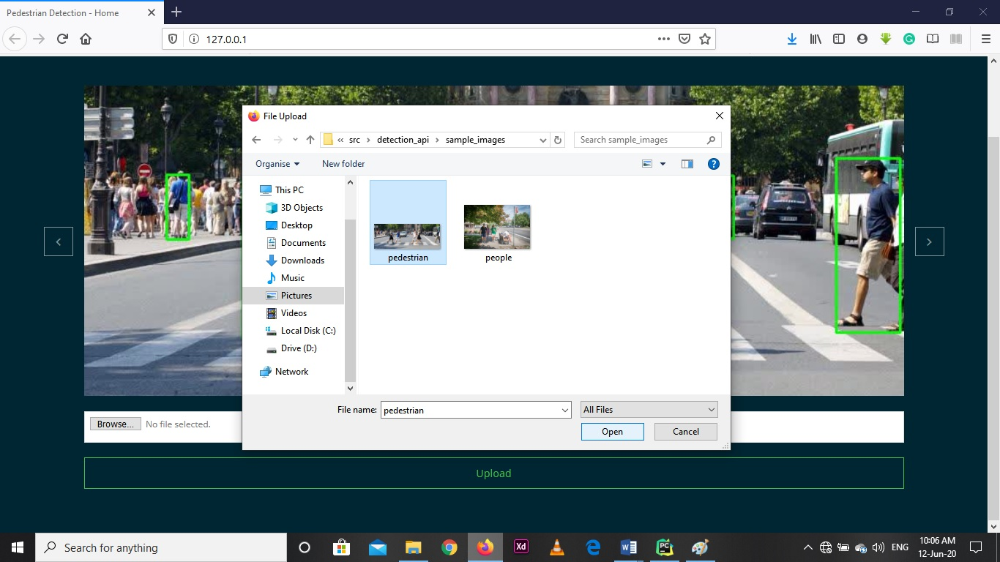 Pedestrian Detection - Home
127.0.0.1
File Upload
src
detection_api
sample_images
Search sample_images
Organise
New folder
This PC
3D Objects
Desktop
Documents
Downloads
Music
Pictures
Videos
Local Disk (C:)
Drive (D:)
Network
pedestrian
people
File name:
pedestrian
All Files
Open
Cancel
Browse...
No file selected.
Upload
Search for anything
Xd
W
PC
ENG
10:06 AM
12-Jun-20